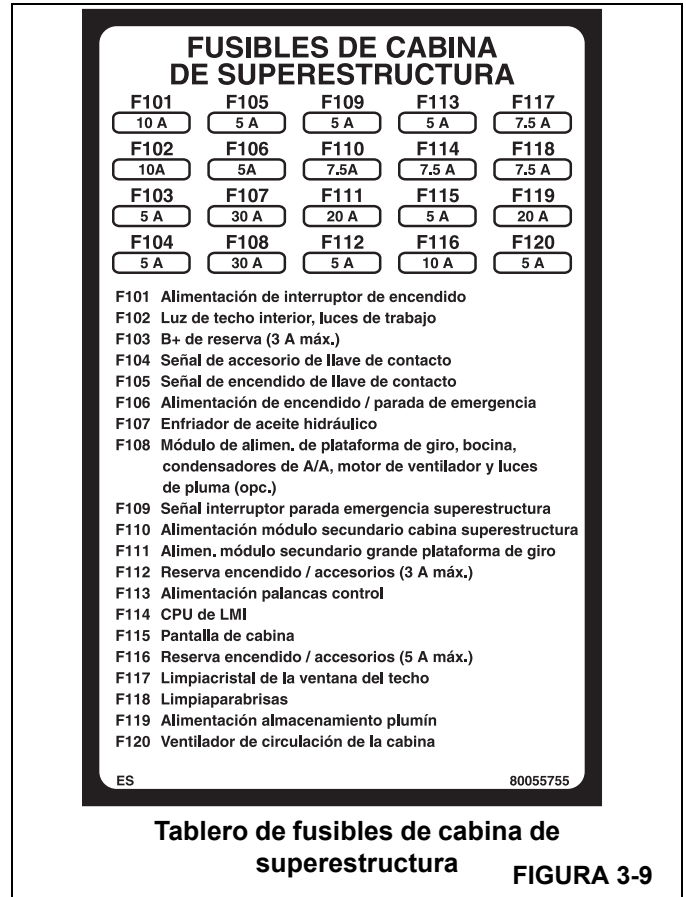 FUSIBLES DE CABINA
DE SUPERESTRUCTURA
F101 F105 F109 F113 F117
10 A 5 A 5 A 5 A 7.5 A
F102 F106 F110 F114 F118
10A 5A 7.5A 7.5 A 7.5 A
F103 F107 F111 F115 F119
5 A 30 A 20 A 5 A 20 A
F104 F108 F112 F116 F120
5 A 30 A 5 A 10 A 5 A
F101 Alimentación de interruptor de encendido
F102 Luz de techo interior, luces de trabajo
F103 B+ de reserva (3 A máx.)
F104 Señal de accesorio de llave de contacto
F105 Señal de encendido de llave de contacto
F106 Alimentación de encendido / parada de emergencia
F107 Enfriador de aceite hidráulico
F108 Módulo de alimen. de plataforma de giro, bocina,
condensadores de A/A, motor de ventilador y luces
de pluma (opc.)
F109 Señal interruptor parada emergencia superestructura
F110 Alimentación módulo secundario cabina superestructura
F111 Alimen. módulo secundario grande plataforma de giro
F112 Reserva encendido / accesorios (3 A máx.)
F113 Alimentación palancas control
F114 CPU de LMI
F115 Pantalla de cabina
F116 Reserva encendido / accesorios (5 A máx.)
F117 Limpiacristal de la ventana del techo
F118 Limpiaparabrisas
F119 Alimentación almacenamiento plumín
F120 Ventilador de circulación de la cabina
ES 80055755
Tablero de fusibles de cabina de
superestructura
FIGURA 3-9